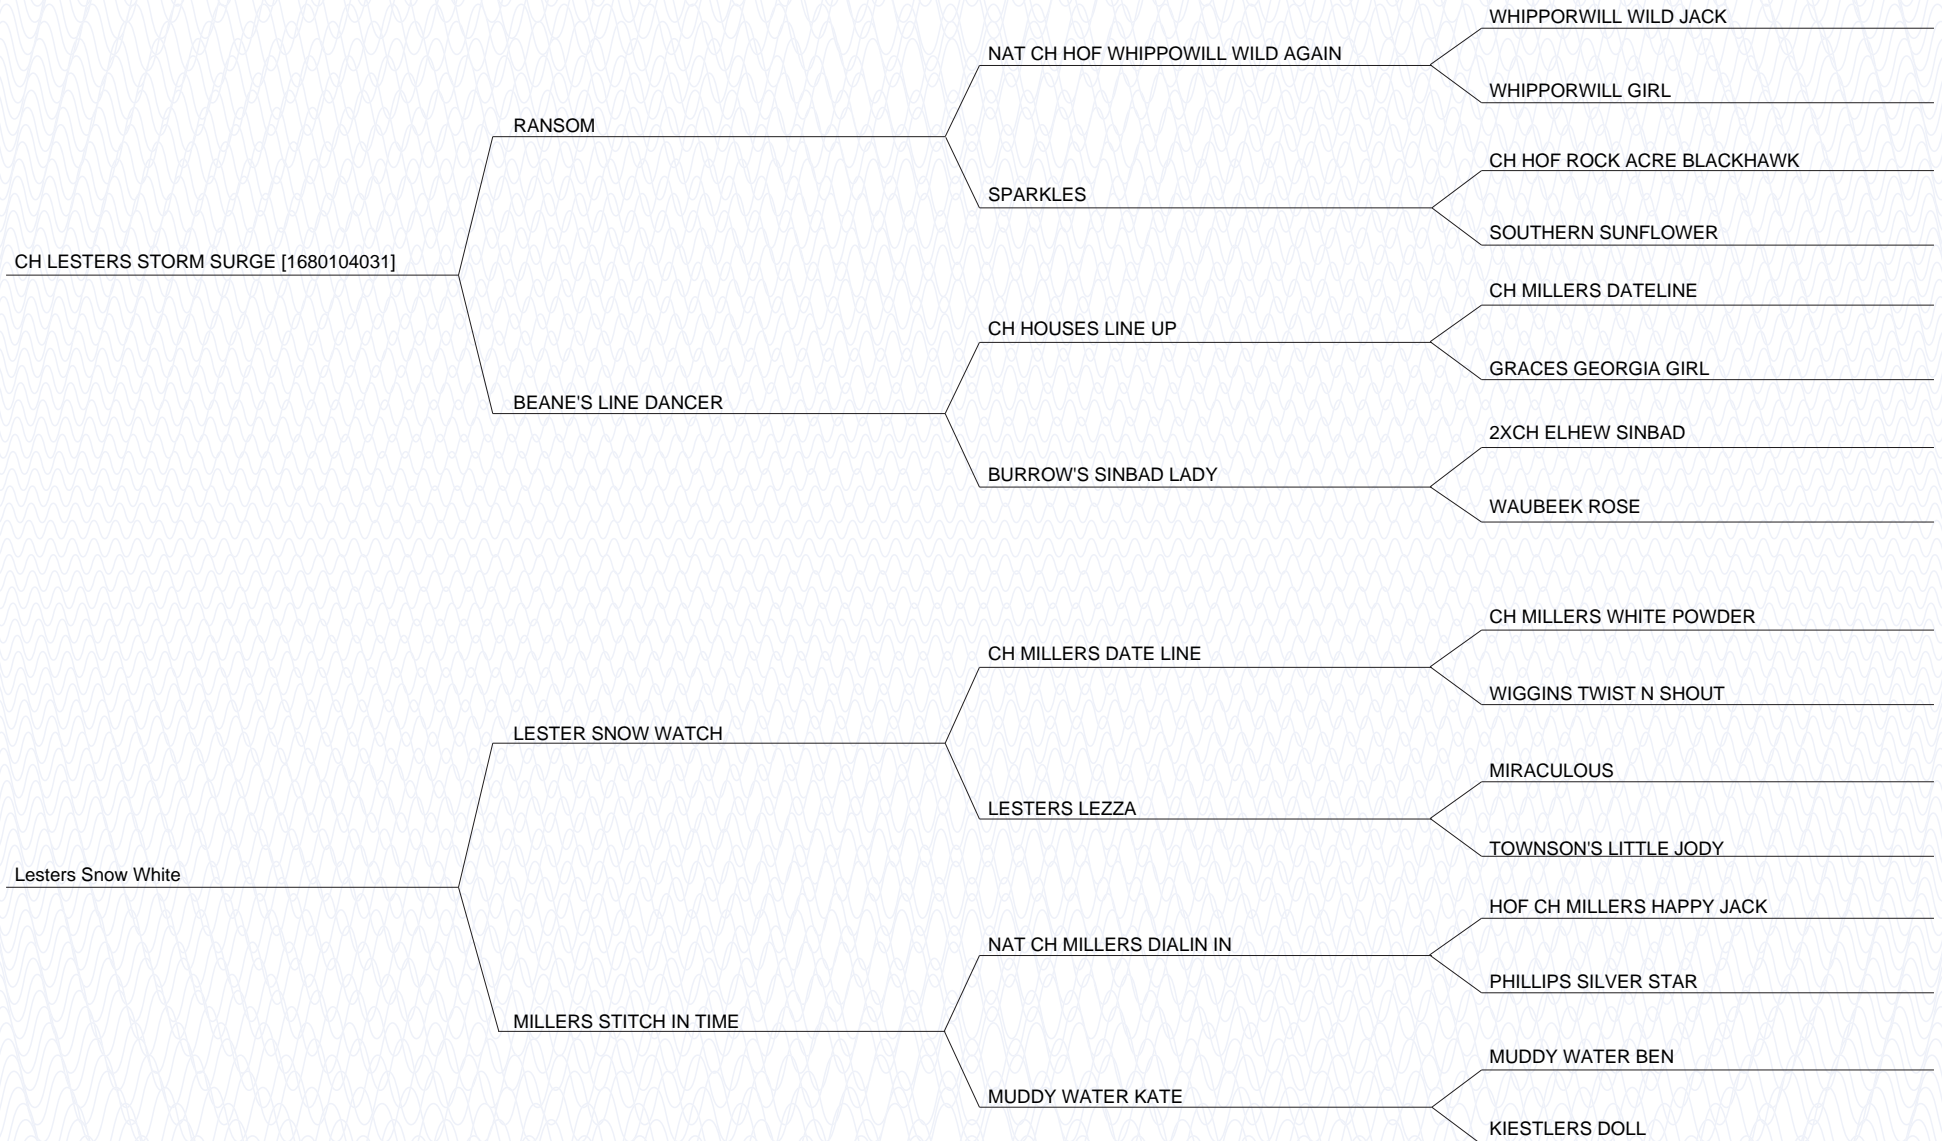 WHIPPORWILL WILD JACK
NAT CH HOF WHIPPOWILL WILD AGAIN
WHIPPORWILL GIRL
RANSOM
CH HOF ROCK ACRE BLACKHAWK
SPARKLES
SOUTHERN SUNFLOWER
CH LESTERS STORM SURGE [1680104031]
CH MILLERS DATELINE
CH HOUSES LINE UP
GRACES GEORGIA GIRL
BEANE'S LINE DANCER
2XCH ELHEW SINBAD
BURROW'S SINBAD LADY
WAUBEEK ROSE
CH MILLERS WHITE POWDER
CH MILLERS DATE LINE
WIGGINS TWIST N SHOUT
LESTER SNOW WATCH
MIRACULOUS
LESTERS LEZZA
TOWNSON'S LITTLE JODY
Lesters Snow White
HOF CH MILLERS HAPPY JACK
NAT CH MILLERS DIALIN IN
PHILLIPS SILVER STAR
MILLERS STITCH IN TIME
MUDDY WATER BEN
MUDDY WATER KATE
KIESTLERS DOLL